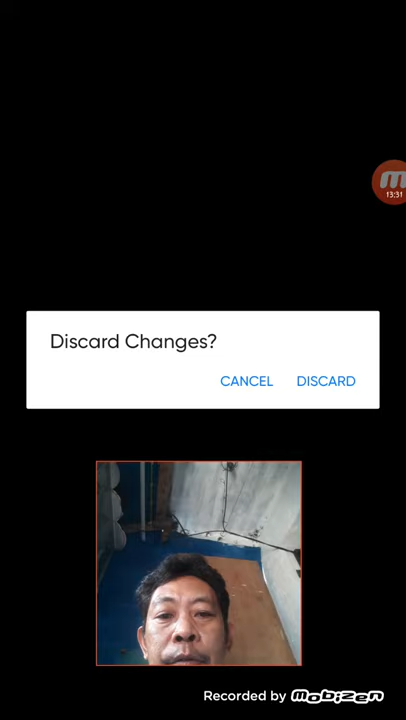 13:31
Discard Changes?
CANCEL DISCARD
Recorded by mobizen